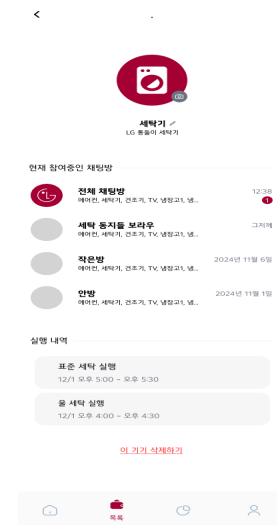 세탁기
LG 통돌이 세탁기
현재 참여중인 채팅방
전체 채팅방 12:38
에어컨, 세탁기, 건조기, TV, 냉장고1, 냉... 1
세탁 동지들 보라우 그저께
에어컨, 세탁기, 건조기, TV, 냉장고1, 냉...
작은방 2024년 11월 6일
에어컨, 세탁기, 건조기, TV, 냉장고1, 냉...
안방 2024년 11월 1일
에어컨, 세탁기, 건조기, TV, 냉장고1, 냉...
실행 내역
표준 세탁 실행
12/1 오후 5:00 ~ 오후 5:30
울 세탁 실행
12/1 오후 4:00 ~ 오후 4:30
이 기기 삭제하기
목록